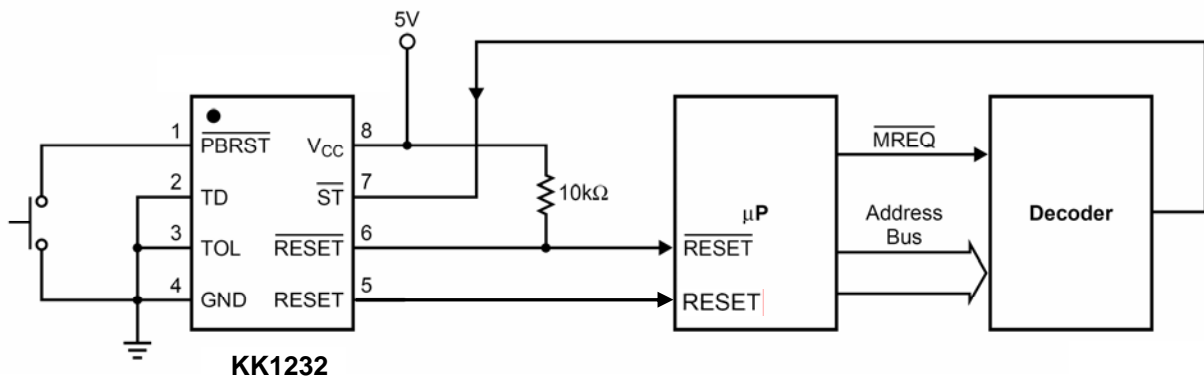 5V
1
PBRST
VCC
8
2
TD
ST
7
10kΩ
3
TOL
RESET
6
4
GND
RESET
5
KK1232
μP
RESET
RESET
MREQ
Address
Bus
Decoder